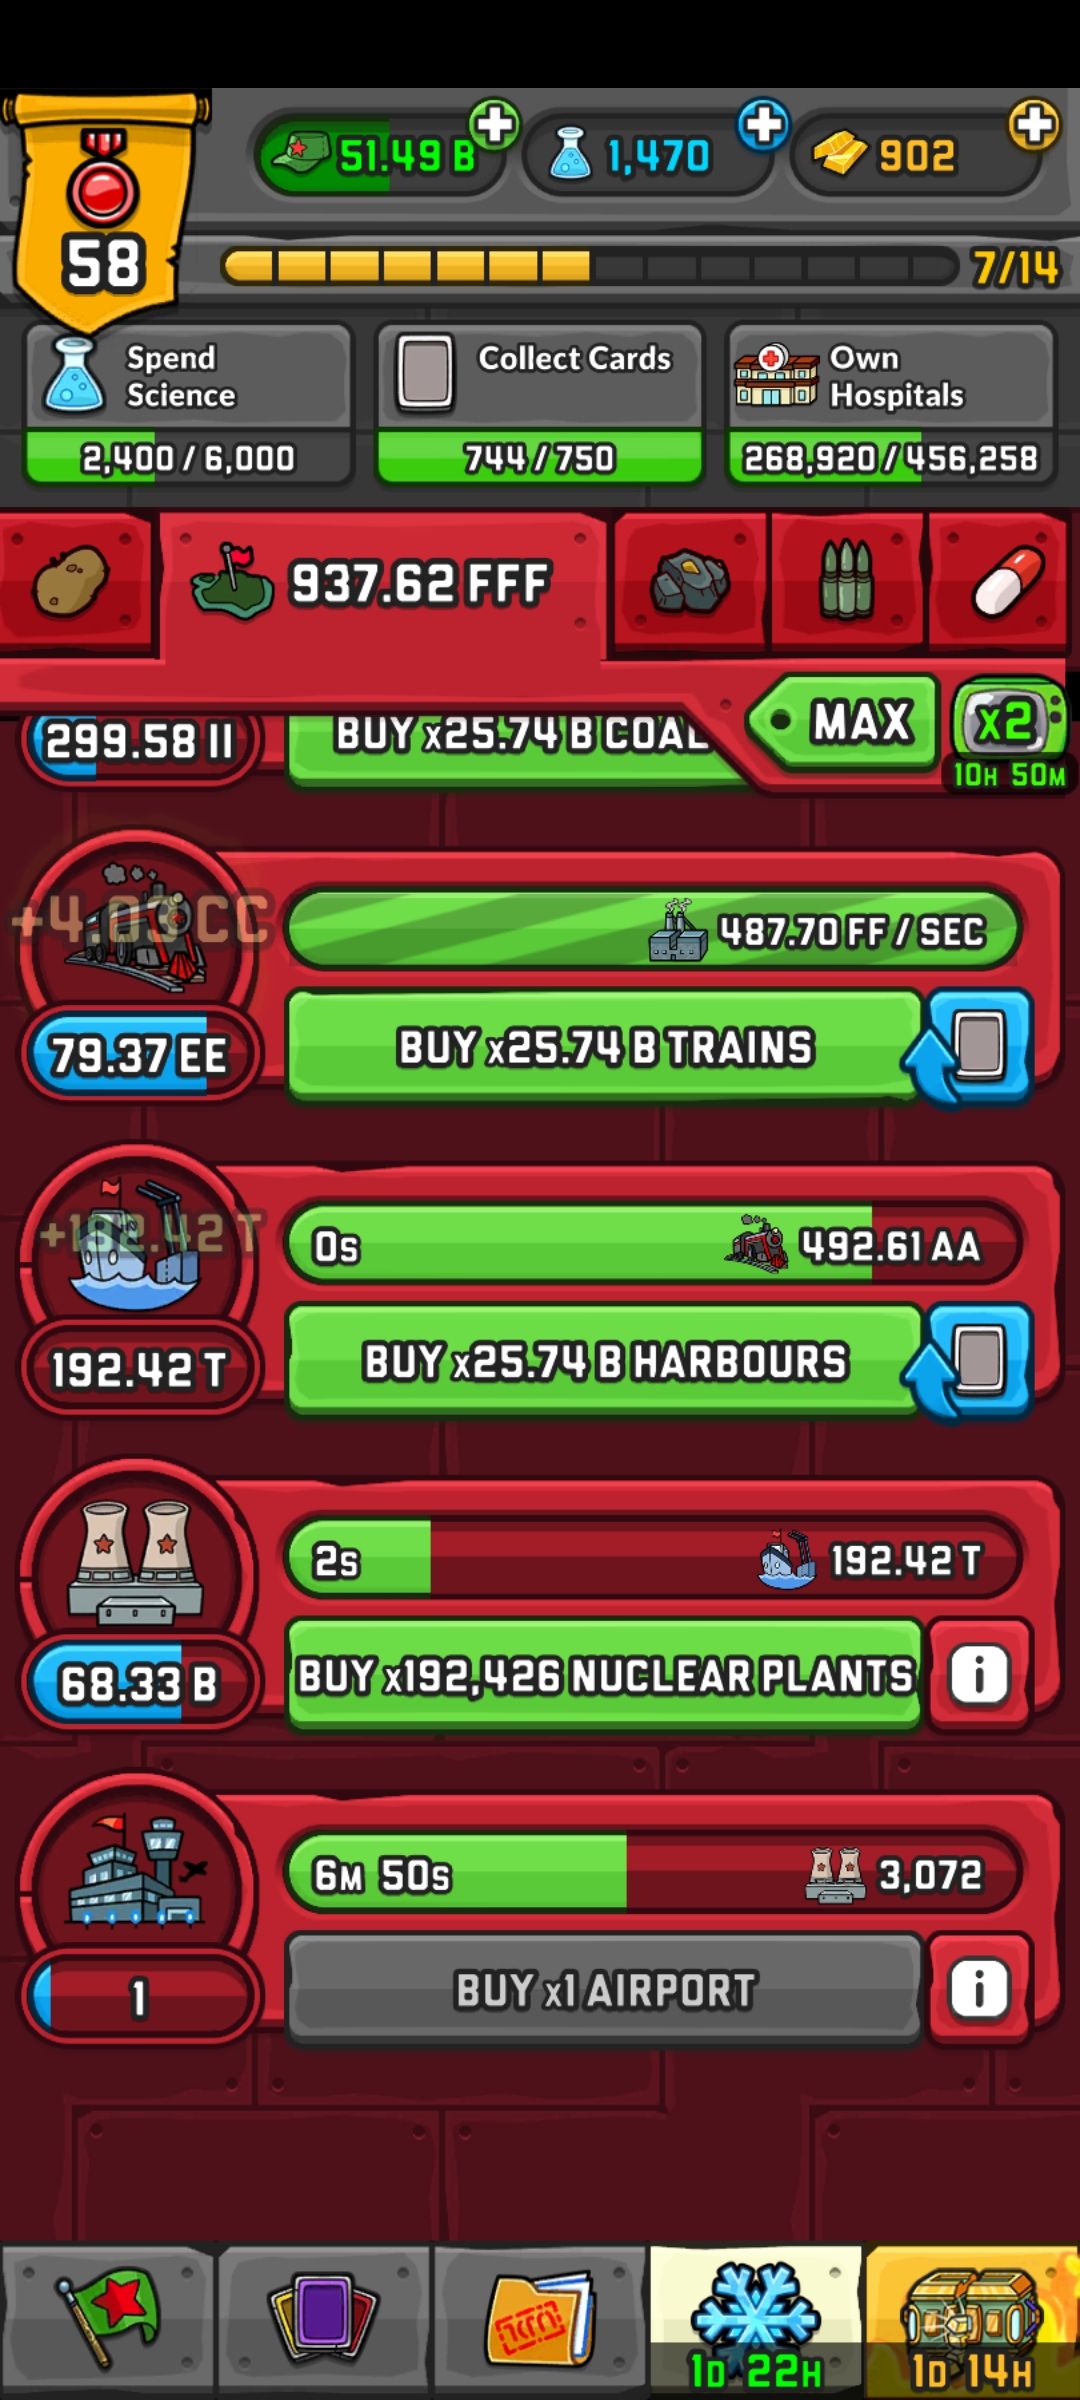 51.49 B
1,470
902
58
7/14
Spend
Science
2,400 / 6,000
Collect Cards
744 / 750
Own
Hospitals
268,920 / 456,258
937.62 FFF
MAX
x2
10H 50M
299.58 II
BUY x25.74 B COAL
+4.03 CC
487.70 FF / SEC
79.37 EE
BUY x25.74 B TRAINS
+192.42 T
0s
492.61 AA
192.42 T
BUY x25.74 B HARBOURS
2s
192.42 T
68.33 B
BUY x192,426 NUCLEAR PLANTS
i
6M 50s
3,072
1
BUY x1 AIRPORT
i
1D 22H
1D 14H